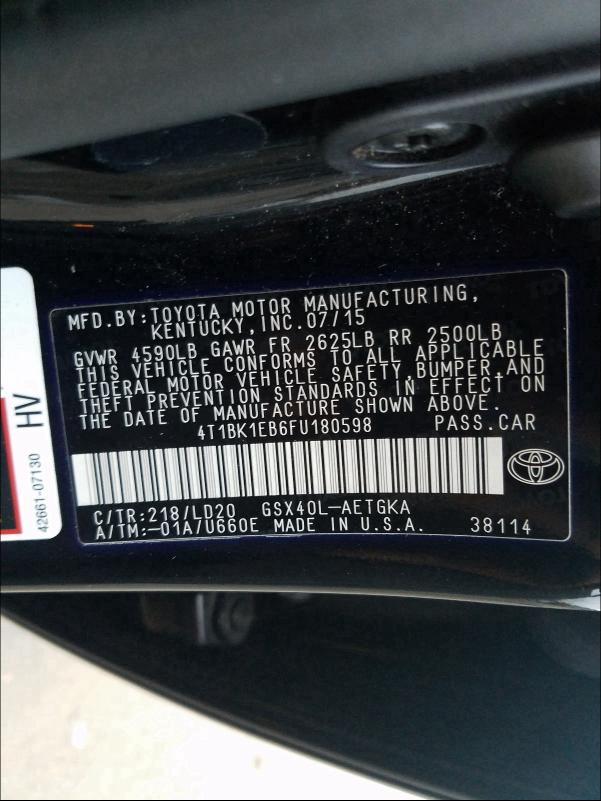 MFD.BY:TOYOTA MOTOR MANUFACTURING,
KENTUCKY,INC.07/15
GVWR 4590LB GAWR FR 2625LB RR 2500LB
THIS VEHICLE CONFORMS TO ALL APPLICABLE
FEDERAL MOTOR VEHICLE SAFETY,BUMPER,AND
THEFT PREVENTION STANDARDS IN EFFECT ON
THE DATE OF MANUFACTURE SHOWN ABOVE.
4T1BK1EB6FU180598 PASS.CAR
C/TR:218/LD20 GSX40L-AETGKA
A/TM:-01A/U660E MADE IN U.S.A. 38114
HV
42661-07130